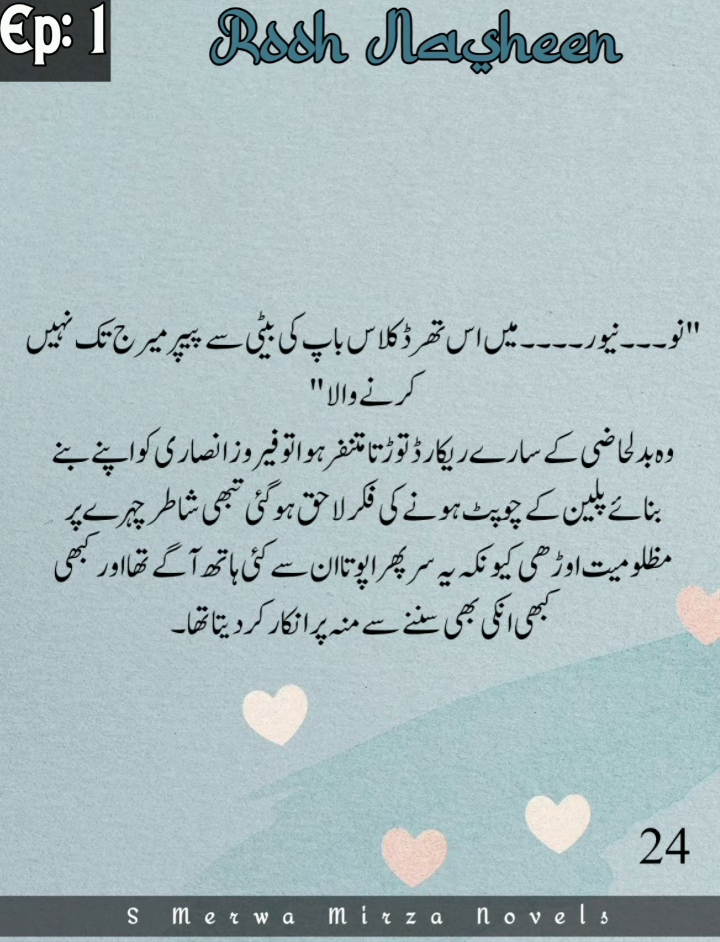 Ep: 1
Rooh Nasheen
"نو۔۔۔نیور۔۔۔۔میں اس تھرڈ کلاس باپ کی بیٹی سے پیپر میرج تک نہیں
کرنے والا"
وہ بدلحاضی کے سارے ریکارڈ توڑتا متنفر ہوا تو فیروز انصاری کو اپنے بنے
بنائے پلین کے چوپٹ ہونے کی فکر لاحق ہوگئی تبھی شاطر چہرے پر
مظلومیت اوڑھی کیونکہ یہ سر پھرا پوتا ان سے کئی ہاتھ آگے تھا اور کبھی
کبھی انکی بھی سننے سے منہ پر انکار کر دیتا تھا۔
24
S Merwa Mirza Novels